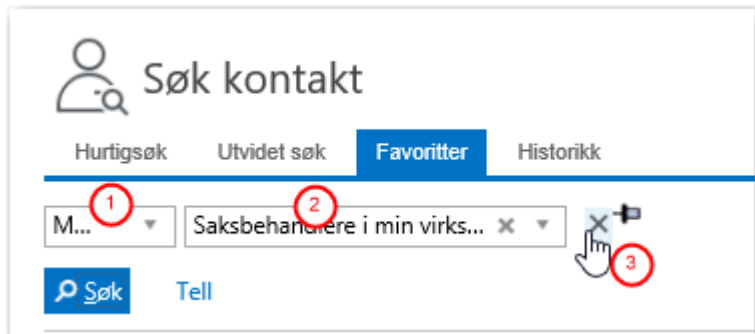 Søk kontakt
Hurtigsøk Utvidet søk Favoritter Historikk
1 2
M... Saksbehandlere i min virks...
3
Søk Tell